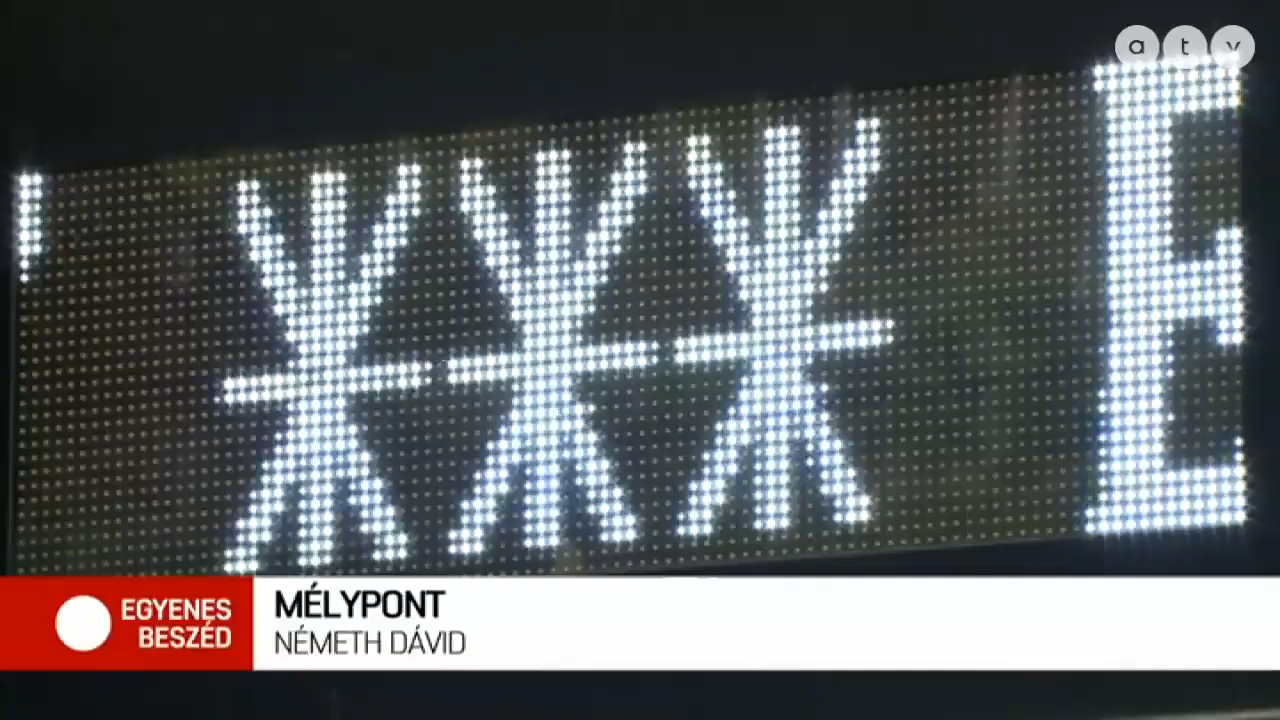 atv
*** E
EGYENES
BESZÉD
MÉLYPONT
NÉMETH DÁVID